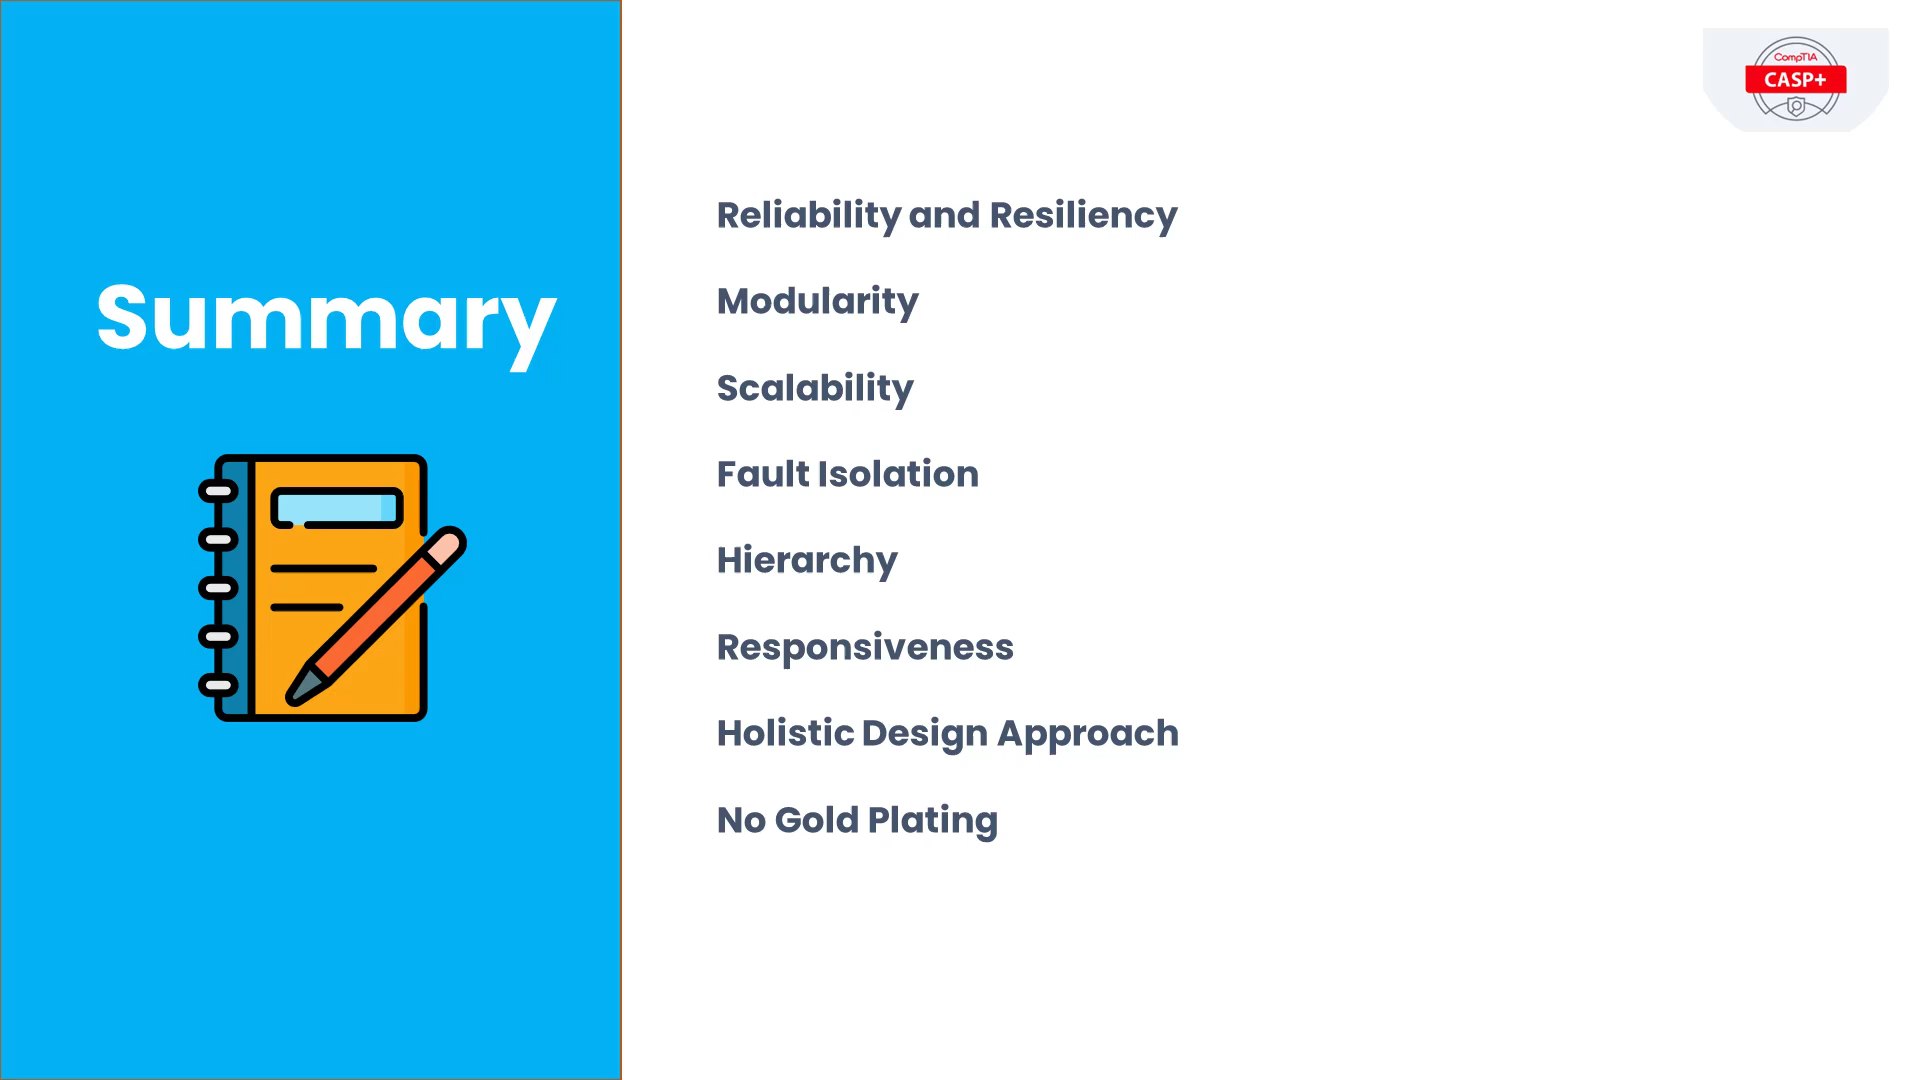 CompTIA
CASP+
Summary
Reliability and Resiliency
Modularity
Scalability
Fault Isolation
Hierarchy
Responsiveness
Holistic Design Approach
No Gold Plating